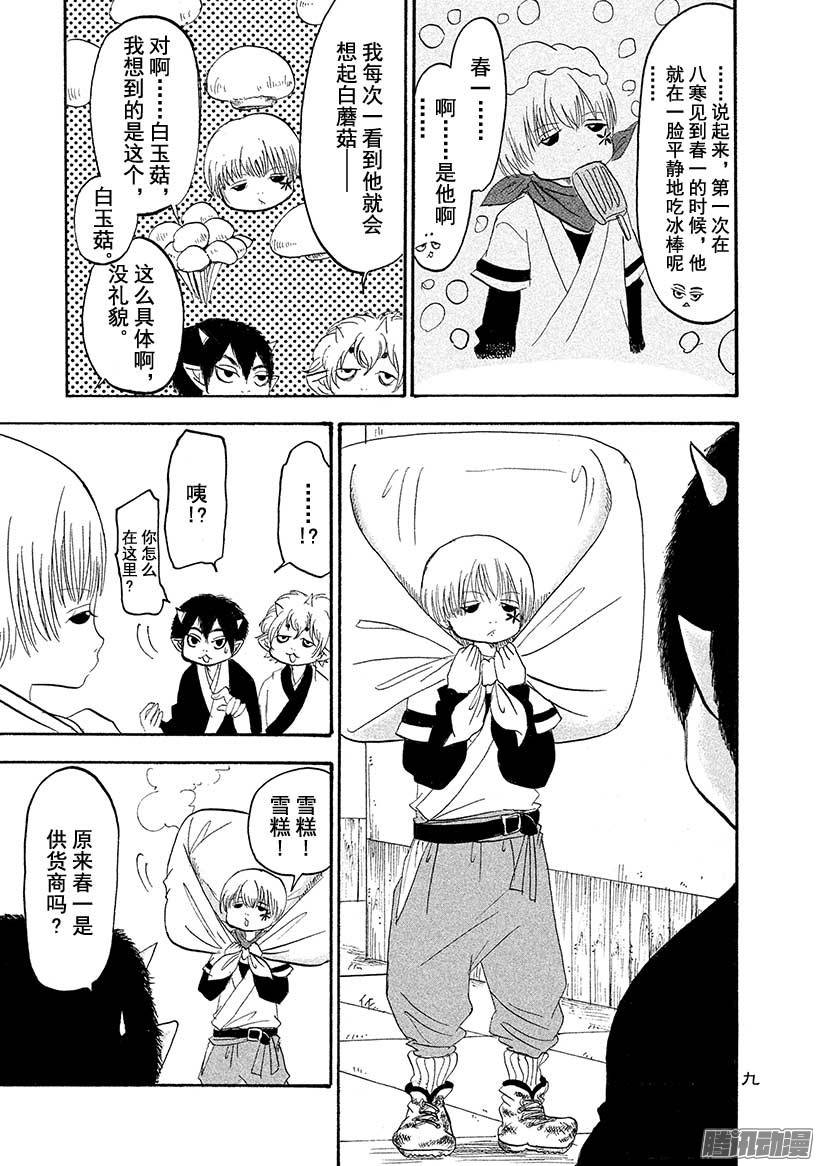 ……说起来，第一次在
八寒见到春一的时候，他
就在一脸平静地吃冰棒呢
……
春一……
啊……是他啊
……
我每次一看到他就会
想起白蘑菇——
对啊……白玉菇，
我想到的是这个，
白玉菇。
这么具体啊，
没礼貌。
……!?
咦!?
你怎么
在这里？
雪糕！
雪糕！
原来春一是
供货商吗？
九
腾讯动漫